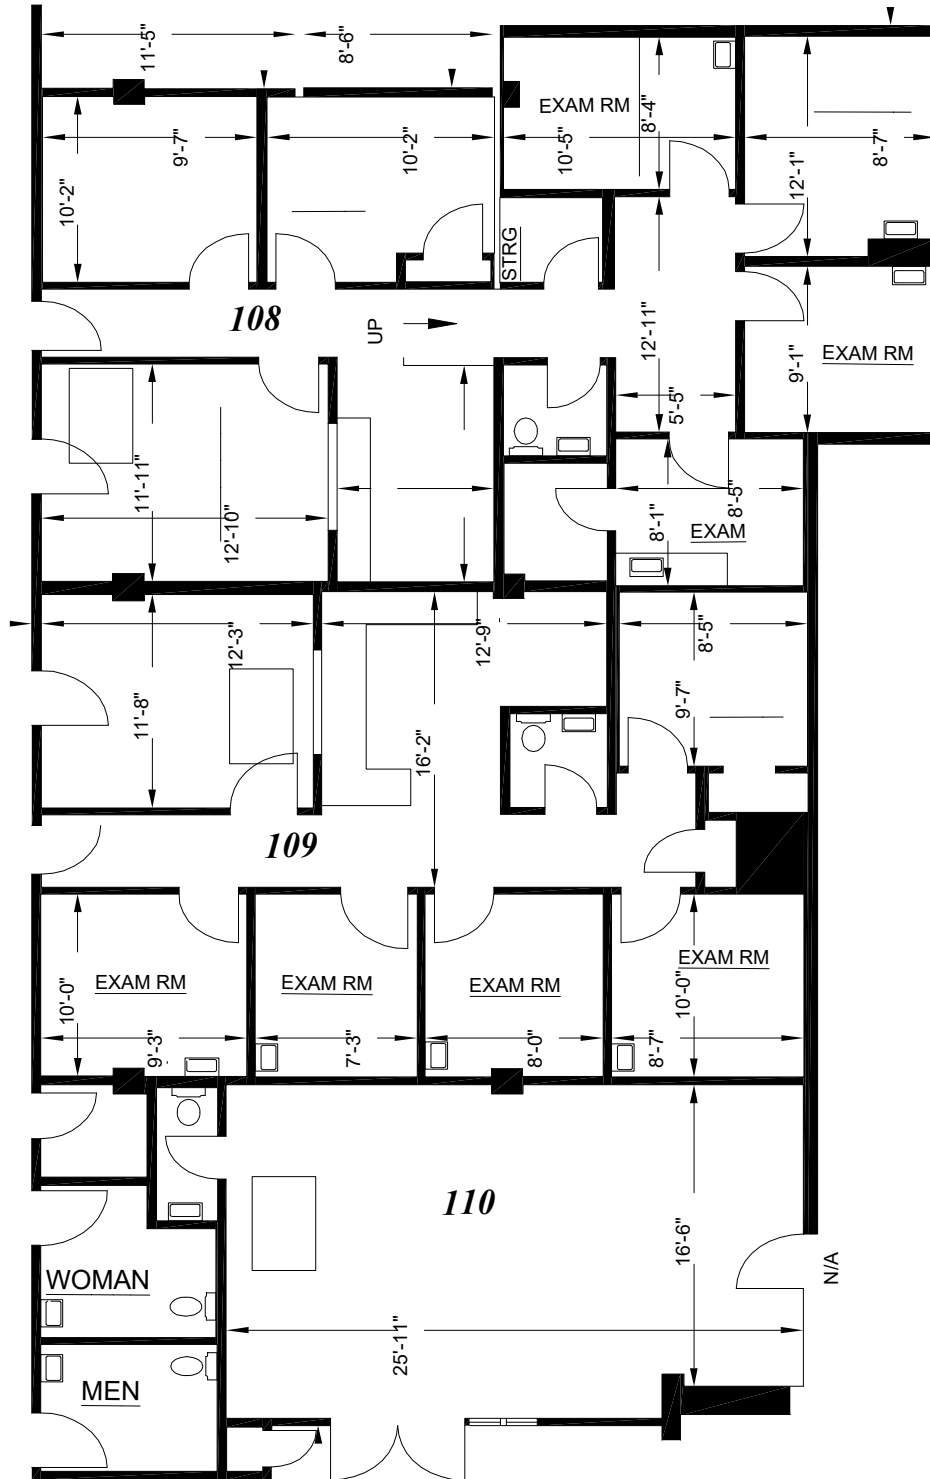 11'-5"
8'-6"
EXAM RM
8'-4"
10'-5"
9'-7"
10'-2"
8'-7"
12'-1"
10'-2"
STRG
108
UP
12'-11"
9'-1"
EXAM RM
5'-5"
11'-11"
12'-10"
8'-5"
8'-1"
EXAM
12'-3"
12'-9"
8'-5"
11'-8"
9'-7"
16'-2"
109
EXAM RM
EXAM RM
EXAM RM
EXAM RM
10'-0"
10'-0"
9'-3"
7'-3"
8'-0"
8'-7"
110
16'-6"
N/A
WOMAN
25'-11"
MEN